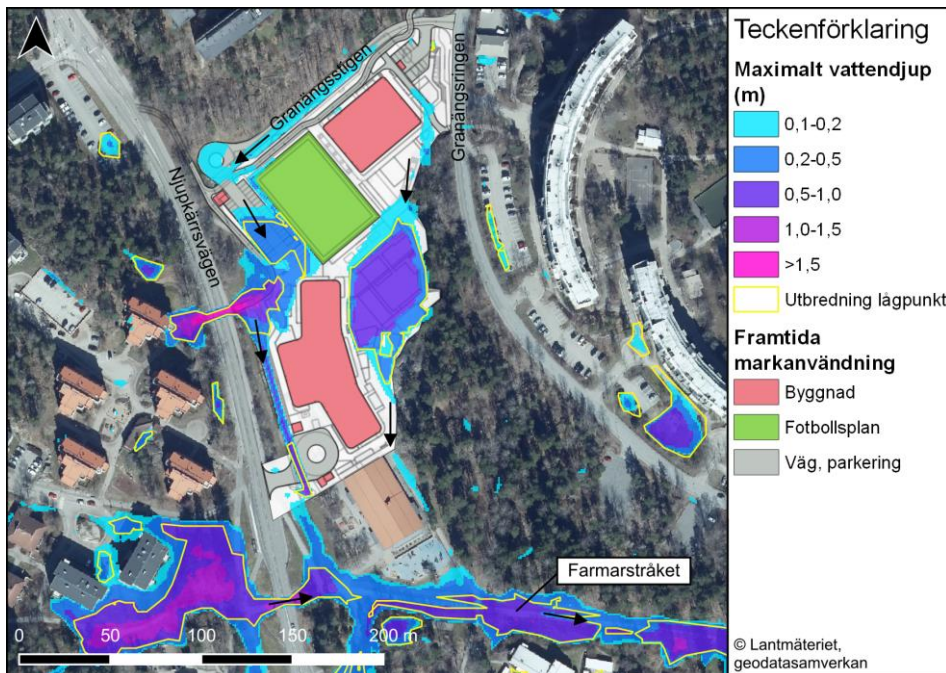 Granängsstigen
Granängsringen
Njupkärrsvägen
Farmarstråket
0 50 100 150 200 m
Teckenförklaring
Maximalt vattendjup
(m)
0,1-0,2
0,2-0,5
0,5-1,0
1,0-1,5
>1,5
Utbredning lågpunkt
Framtida
markanvändning
Byggnad
Fotbollsplan
Väg, parkering
© Lantmäteriet,
geodatasamverkan